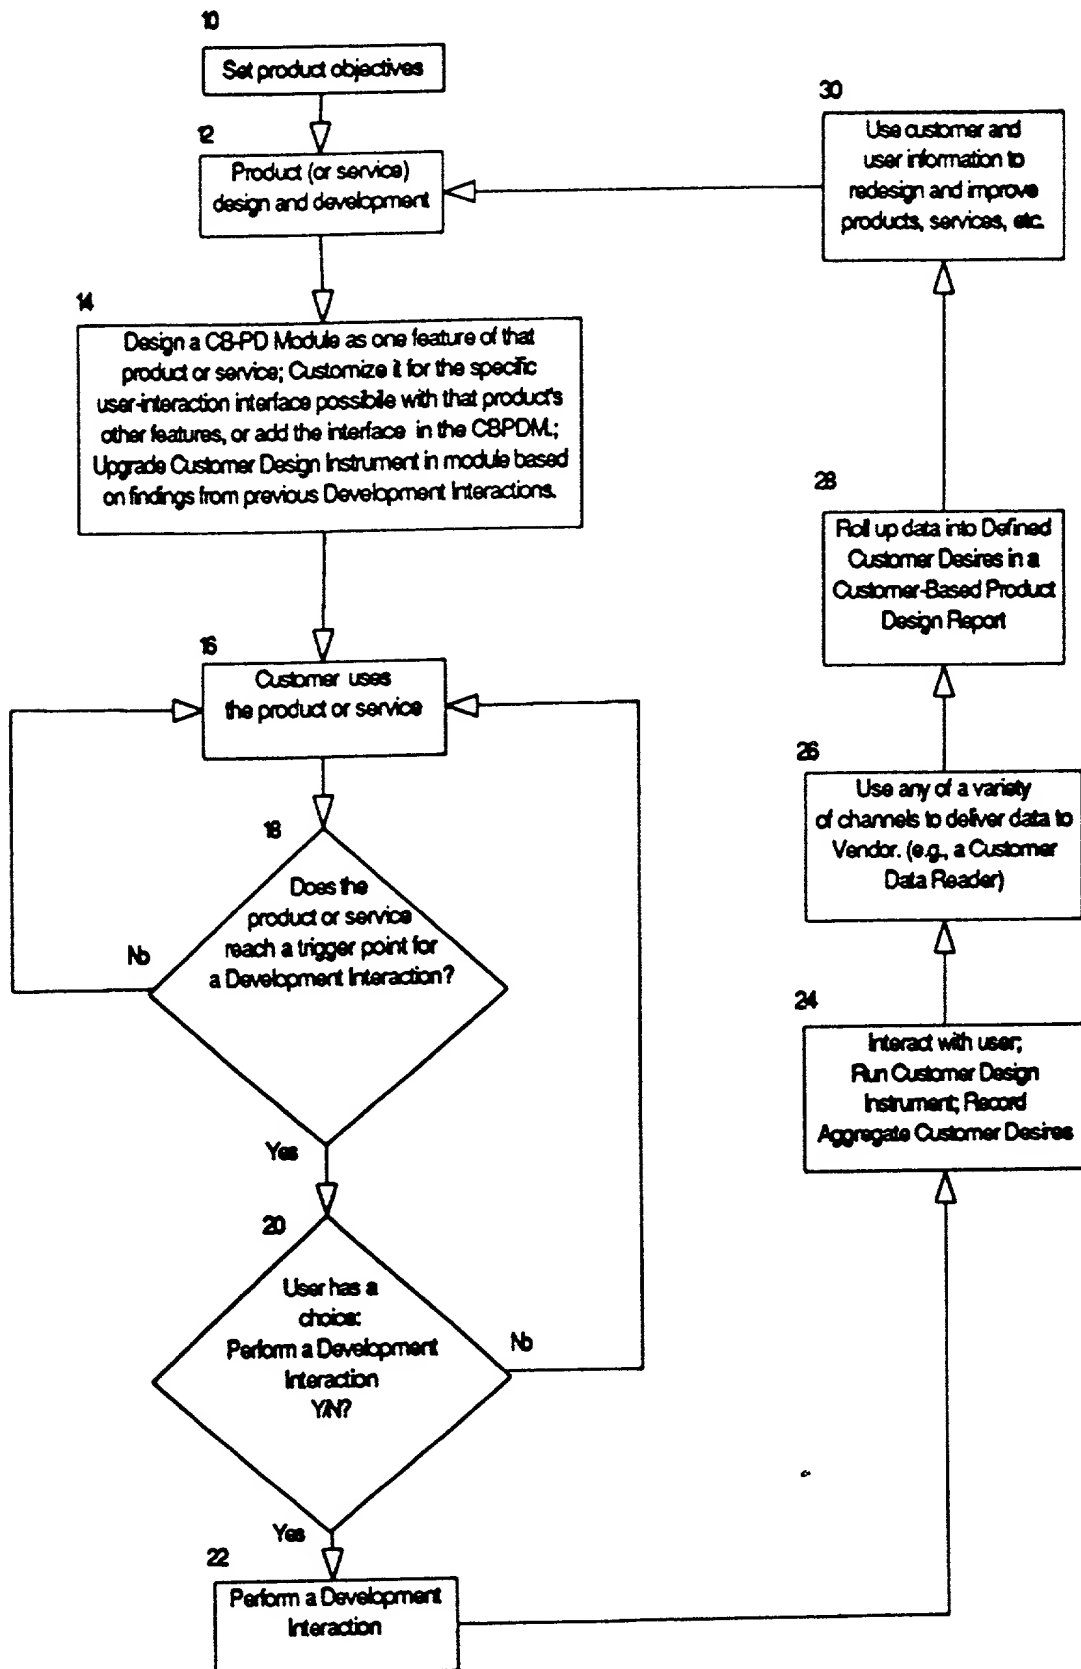 10
Set product objectives
12
Product (or service)
design and development
14
Design a CB-PD Module as one feature of that
product or service; Customize it for the specific
user-interaction interface possibile with that product's
other features, or add the interface in the CBPDM.;
Upgrade Customer Design Instrument in module based
on findings from previous Development Interactions.
16
Customer uses
the product or service
18
Does the
product or service
reach a trigger point for
a Development Interaction?
No
Yes
20
User has a
choice:
Perform a Development
Interaction
Y/N?
No
Yes
22
Perform a Development
Interaction
24
Interact with user;
Run Customer Design
Instrument; Record
Aggregate Customer Desires
26
Use any of a variety
of channels to deliver data to
Vendor. (e.g., a Customer
Data Reader)
28
Roll up data into Defined
Customer Desires in a
Customer-Based Product
Design Report
30
Use customer and
user information to
redesign and improve
products, services, etc.